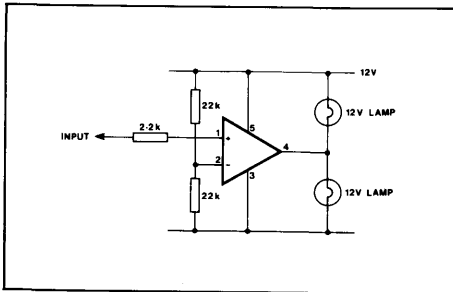 12V
22k
12V LAMP
2·2k
5
INPUT
1
+
4
2
−
3
22k
12V LAMP